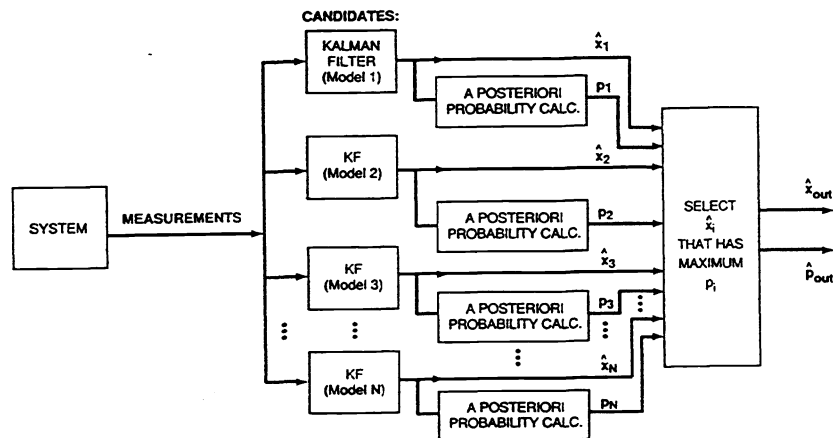 CANDIDATES:
KALMAN
FILTER
(Model 1)
x̂1
A POSTERIORI
PROBABILITY CALC.
p1
KF
(Model 2)
x̂2
A POSTERIORI
PROBABILITY CALC.
p2
SYSTEM
MEASUREMENTS
KF
(Model 3)
x̂3
A POSTERIORI
PROBABILITY CALC.
p3
KF
(Model N)
x̂N
A POSTERIORI
PROBABILITY CALC.
pN
SELECT
x̂i
THAT HAS
MAXIMUM
pi
x̂out
p̂out